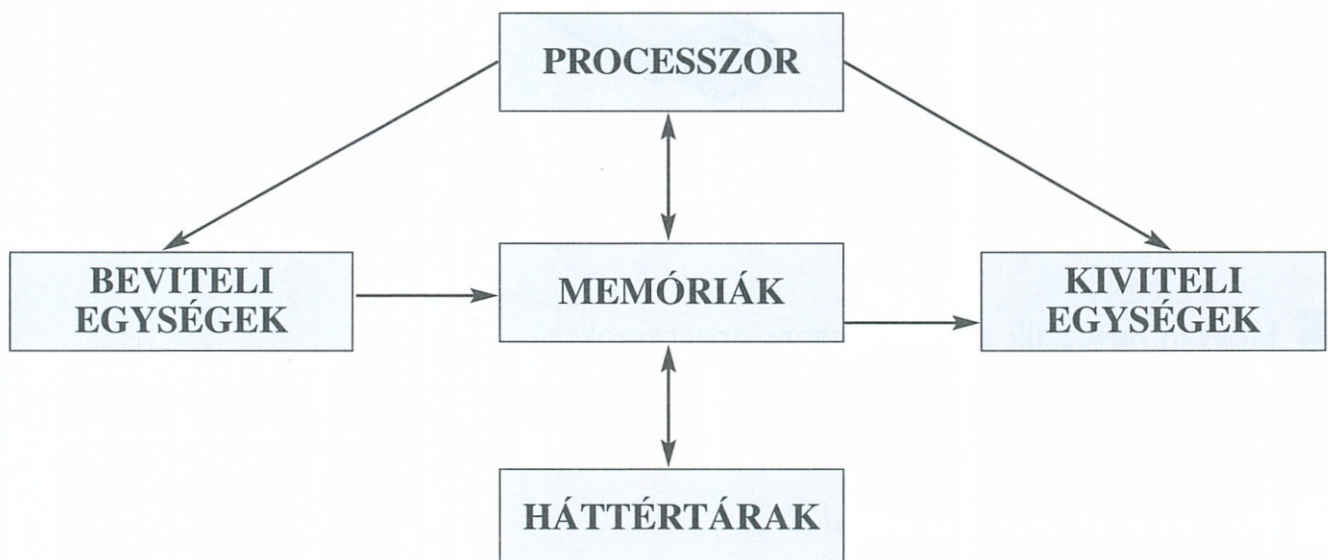 PROCESSZOR
BEVITELI
EGYSÉGEK
MEMÓRIÁK
KIVITELI
EGYSÉGEK
HÁTTÉRTÁRAK